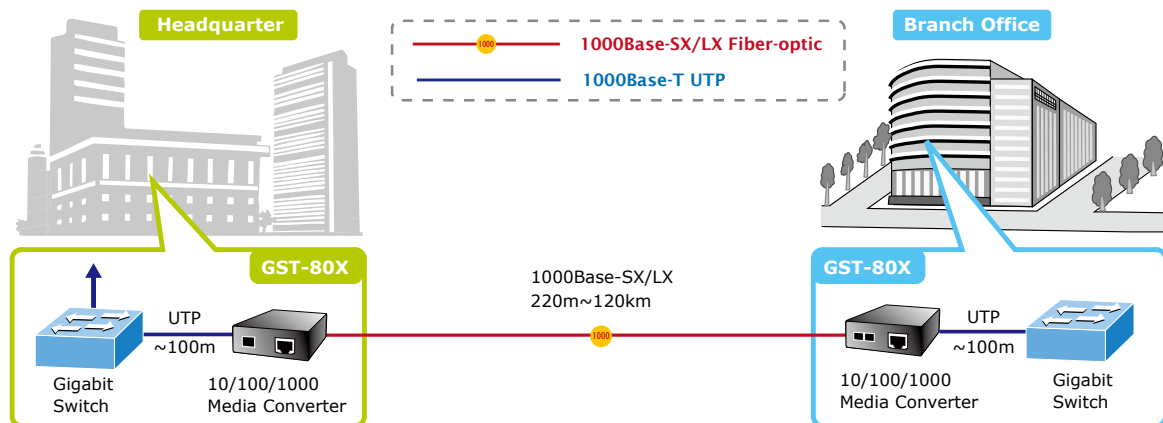 Headquarter
1000
1000Base-SX/LX Fiber-optic
1000Base-T UTP
Branch Office
GST-80X
UTP
~100m
Gigabit
Switch
10/100/1000
Media Converter
1000Base-SX/LX
220m~120km
1000
GST-80X
10/100/1000
Media Converter
UTP
~100m
Gigabit
Switch